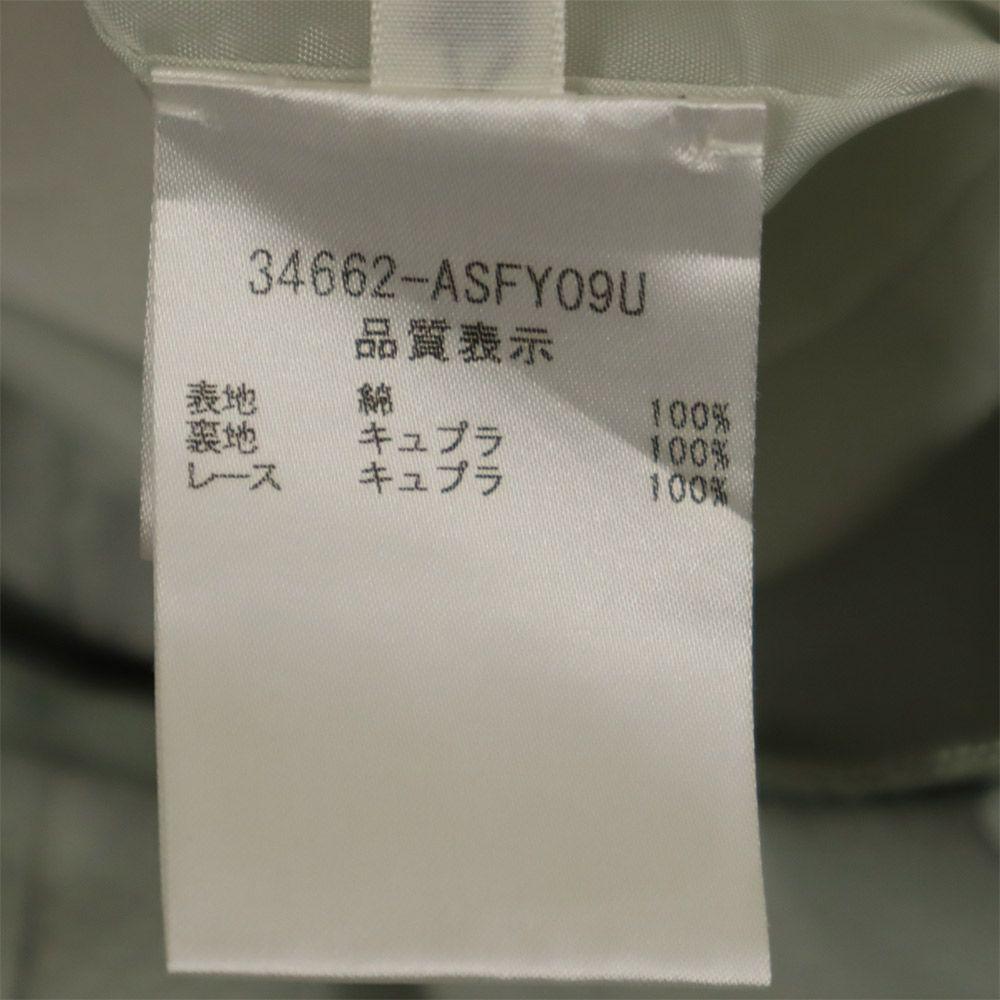 34662-ASFY09U
品質表示
表地 綿 100%
裏地 キュプラ 100%
レース キュプラ 100%